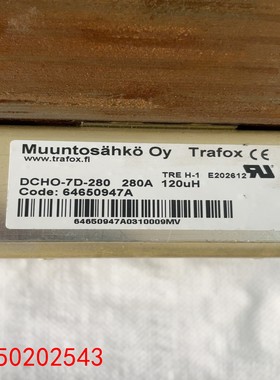 Muuntosähkö Oy Trafox CE
www.trafox.fi
TRE H-1 E202612
DCHO-7D-280 280A 120uH
Code: 64650947A
64650947A0310009MV
50202543